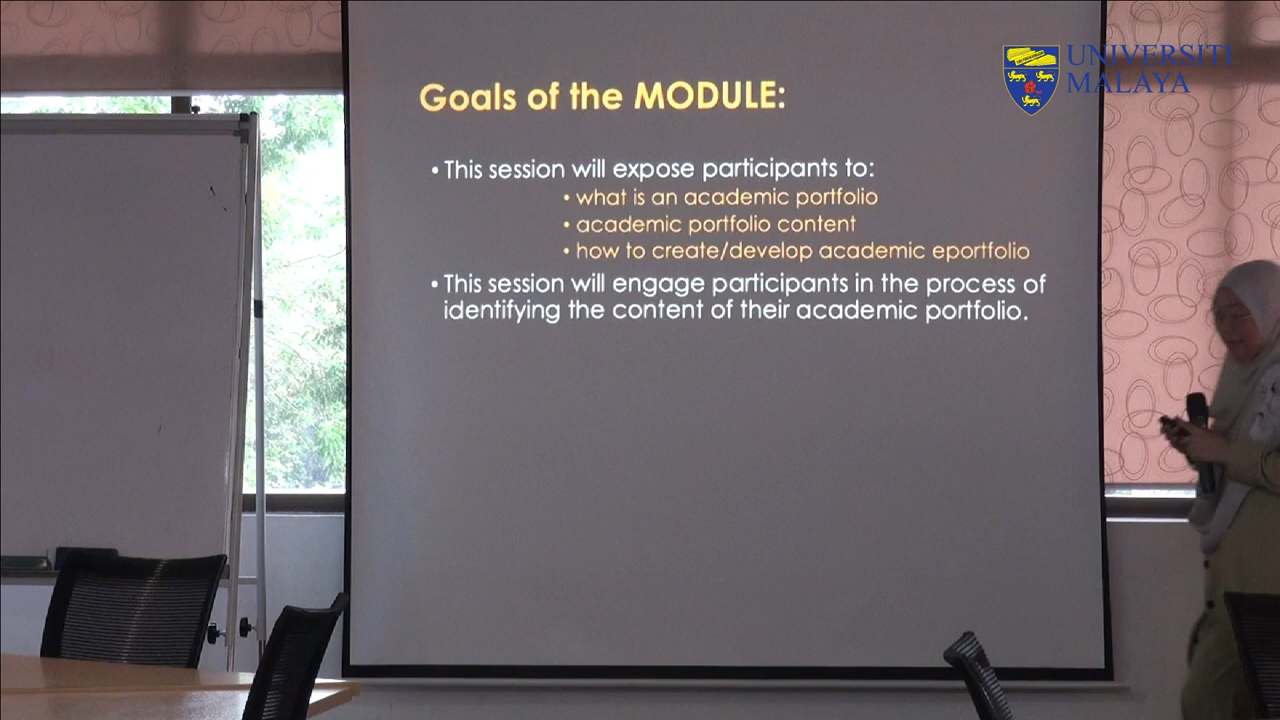 UNIVERSITI
MALAYA
Goals of the MODULE:
• This session will expose participants to:
• what is an academic portfolio
• academic portfolio content
• how to create/develop academic eportfolio
• This session will engage participants in the process of
identifying the content of their academic portfolio.